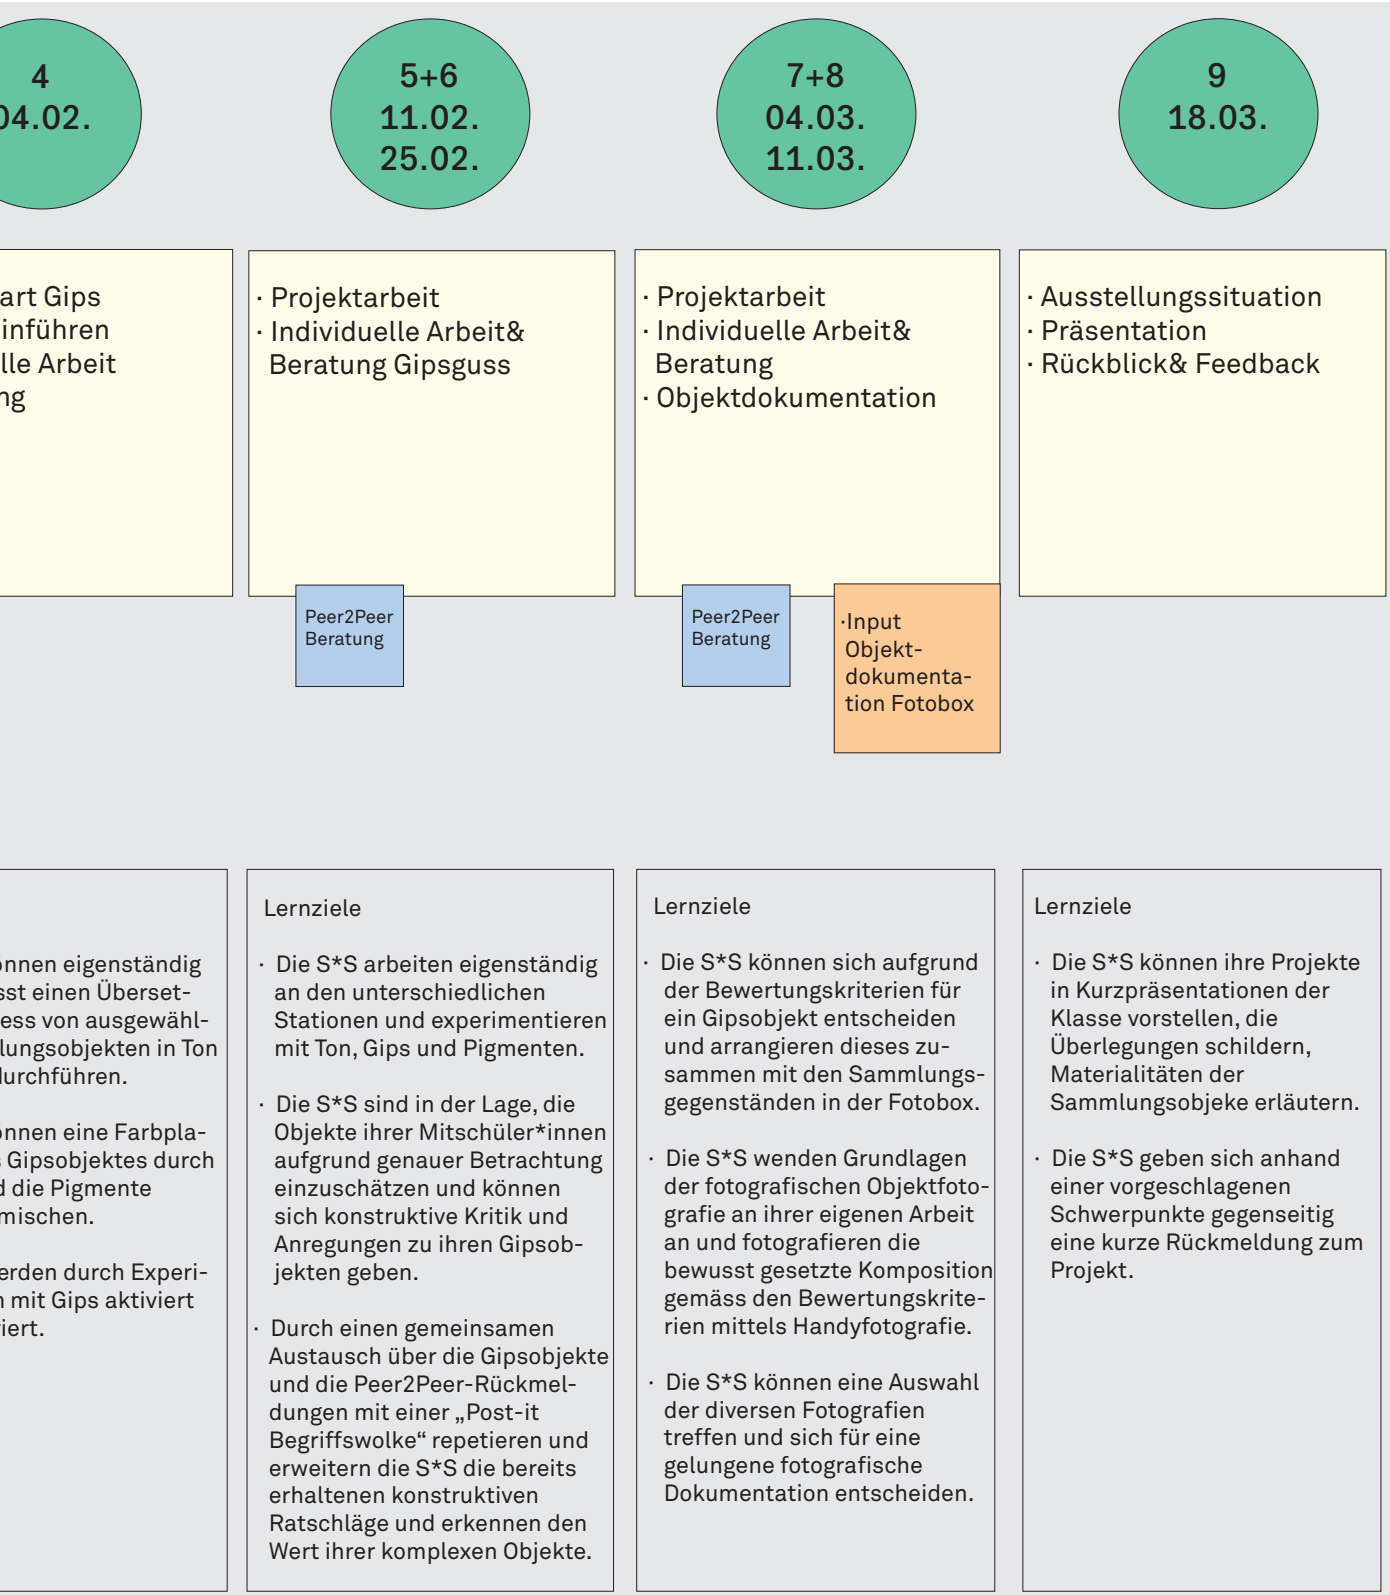 4
04.02.
5+6
11.02.
25.02.
7+8
04.03.
11.03.
9
18.03.
art Gips
inführen
lle Arbeit
ng
· Projektarbeit
· Individuelle Arbeit&
Beratung Gipsguss
· Projektarbeit
· Individuelle Arbeit&
Beratung
· Objektdokumentation
· Ausstellungssituation
· Präsentation
· Rückblick& Feedback
Peer2Peer
Beratung
Peer2Peer
Beratung
·Input
Objekt-
dokumenta-
tion Fotobox
önnen eigenständig
sst einen Überset-
ess von ausgewähl-
lungsobjekten in Ton
durchführen.
önnen eine Farbpla-
s Gipsobjektes durch
d die Pigmente
mischen.
erden durch Experi-
n mit Gips aktiviert
iert.
Lernziele
· Die S*S arbeiten eigenständig
an den unterschiedlichen
Stationen und experimentieren
mit Ton, Gips und Pigmenten.
· Die S*S sind in der Lage, die
Objekte ihrer Mitschüler*innen
aufgrund genauer Betrachtung
einzuschätzen und können
sich konstruktive Kritik und
Anregungen zu ihren Gipsob-
jekten geben.
· Durch einen gemeinsamen
Austausch über die Gipsobjekte
und die Peer2Peer-Rückmel-
dungen mit einer „Post-it
Begriffswolke“ repetieren und
erweitern die S*S die bereits
erhaltenen konstruktiven
Ratschläge und erkennen den
Wert ihrer komplexen Objekte.
Lernziele
· Die S*S können sich aufgrund
der Bewertungskriterien für
ein Gipsobjekt entscheiden
und arrangieren dieses zu-
sammen mit den Sammlungs-
gegenständen in der Fotobox.
· Die S*S wenden Grundlagen
der fotografischen Objektfoto-
grafie an ihrer eigenen Arbeit
an und fotografieren die
bewusst gesetzte Komposition
gemäss den Bewertungskrite-
rien mittels Handyfotografie.
· Die S*S können eine Auswahl
der diversen Fotografien
treffen und sich für eine
gelungene fotografische
Dokumentation entscheiden.
Lernziele
· Die S*S können ihre Projekte
in Kurzpräsentationen der
Klasse vorstellen, die
Überlegungen schildern,
Materialitäten der
Sammlungsobjeke erläutern.
· Die S*S geben sich anhand
einer vorgeschlagenen
Schwerpunkte gegenseitig
eine kurze Rückmeldung zum
Projekt.